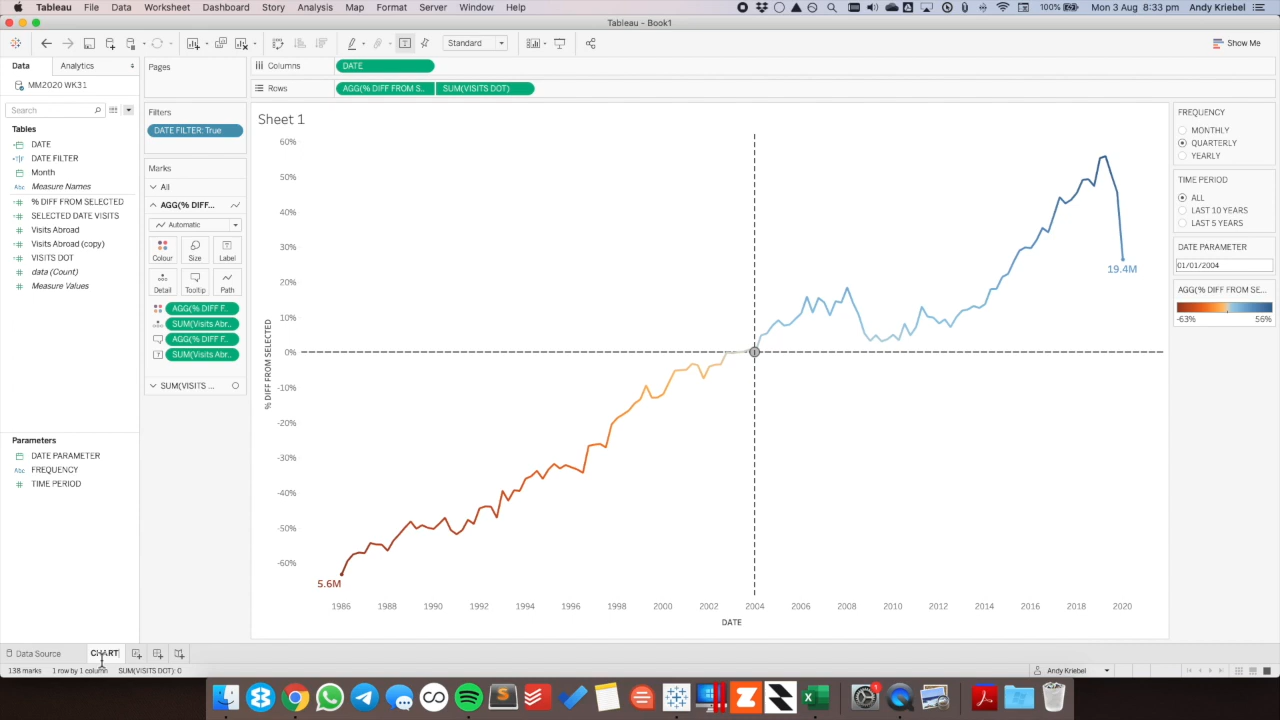 Tableau File Data Worksheet Dashboard Story Analysis Map Format Server Window Help 100% Mon 3 Aug 8:33 pm Andy Kriebel
Tableau - Book1
Standard Show Me
Data Analytics
MM2020 WK31
Search
Tables
DATE
DATE FILTER
Month
Abc Measure Names
% DIFF FROM SELECTED
SELECTED DATE VISITS
Visits Abroad
Visits Abroad (copy)
VISITS DOT
data (Count)
Measure Values
Parameters
DATE PARAMETER
Abc FREQUENCY
TIME PERIOD
Pages
Filters
DATE FILTER: True
Marks
All
AGG(% DIFF...
Automatic
Colour Size Label
Detail Tooltip Path
AGG(% DIFF F..
SUM(Visits Abr..
AGG(% DIFF F..
SUM(Visits Abr..
SUM(VISITS ...
Columns DATE
Rows AGG(% DIFF FROM S.. SUM(VISITS DOT)
Sheet 1
60%
50%
40%
30%
20%
10%
0%
-10%
-20%
-30%
-40%
-50%
-60%
% DIFF FROM SELECTED
19.4M
5.6M
1986 1988 1990 1992 1994 1996 1998 2000 2002 2004 2006 2008 2010 2012 2014 2016 2018 2020
DATE
FREQUENCY
MONTHLY
QUARTERLY
YEARLY
TIME PERIOD
ALL
LAST 10 YEARS
LAST 5 YEARS
DATE PARAMETER
01/01/2004
AGG(% DIFF FROM SE...
-63% 56%
Data Source CHART
138 marks 1 row by 1 column SUM(VISITS DOT): 0 Andy Kriebel